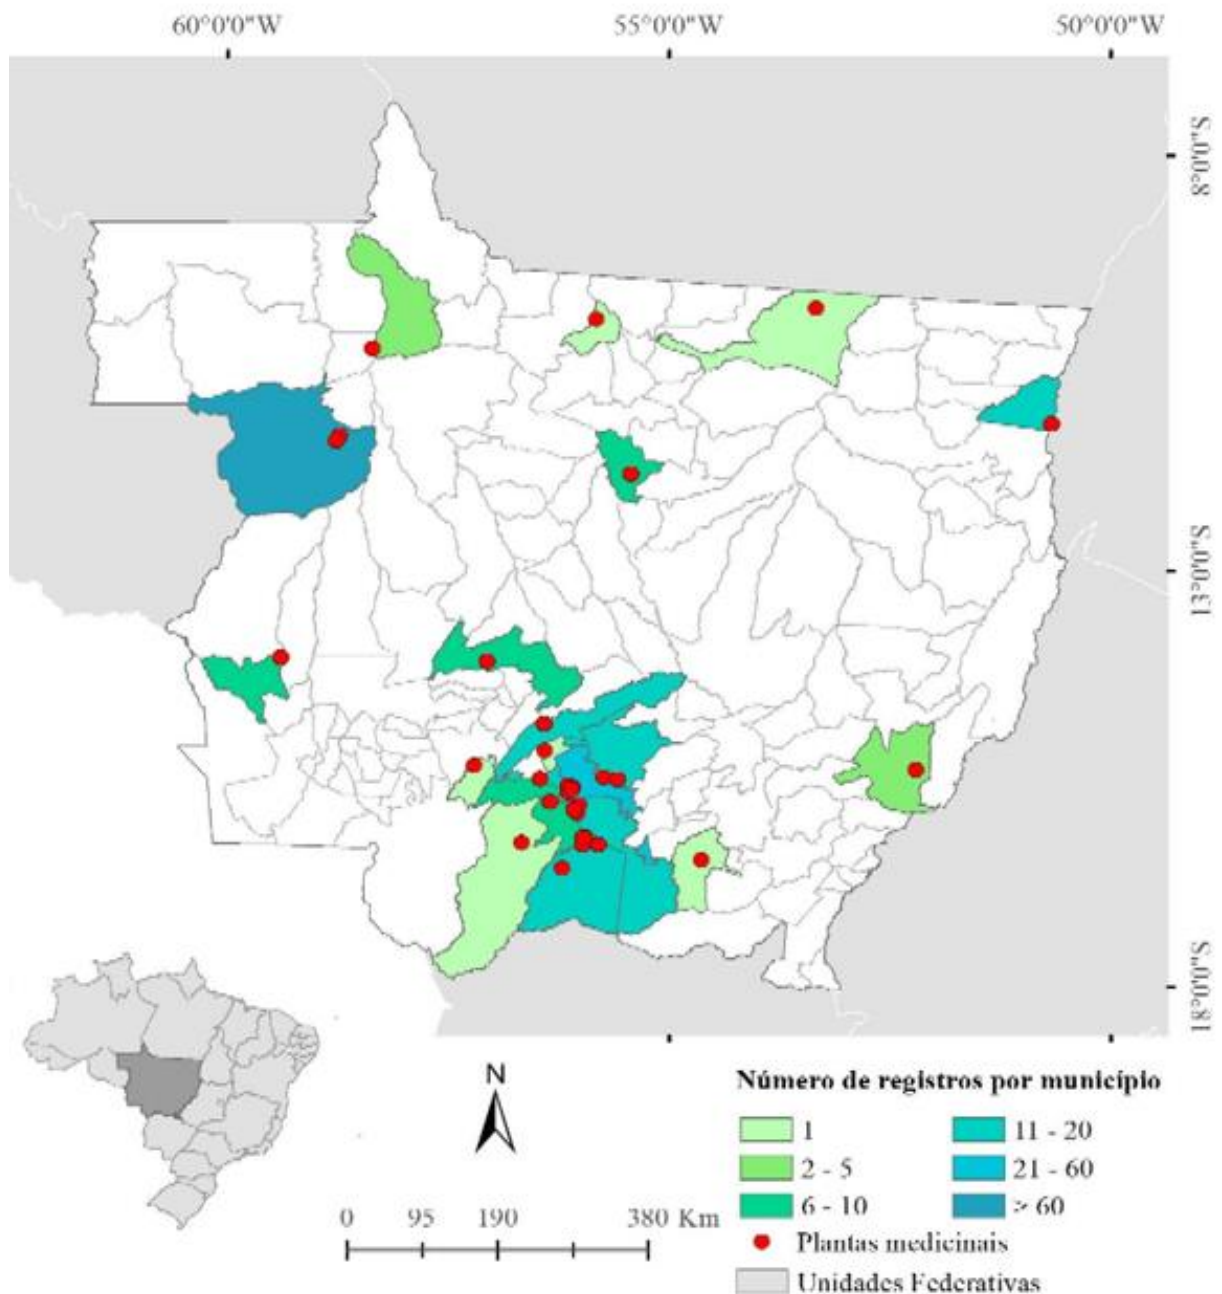 60°0'0"W 55°0'0"W 50°0'0"W
8°0'0"S
13°0'0"S
18°0'0"S
N
0 95 190 380 Km
Número de registros por município
1 11 - 20
2 - 5 21 - 60
6 - 10 > 60
Plantas medicinais
Unidades Federativas